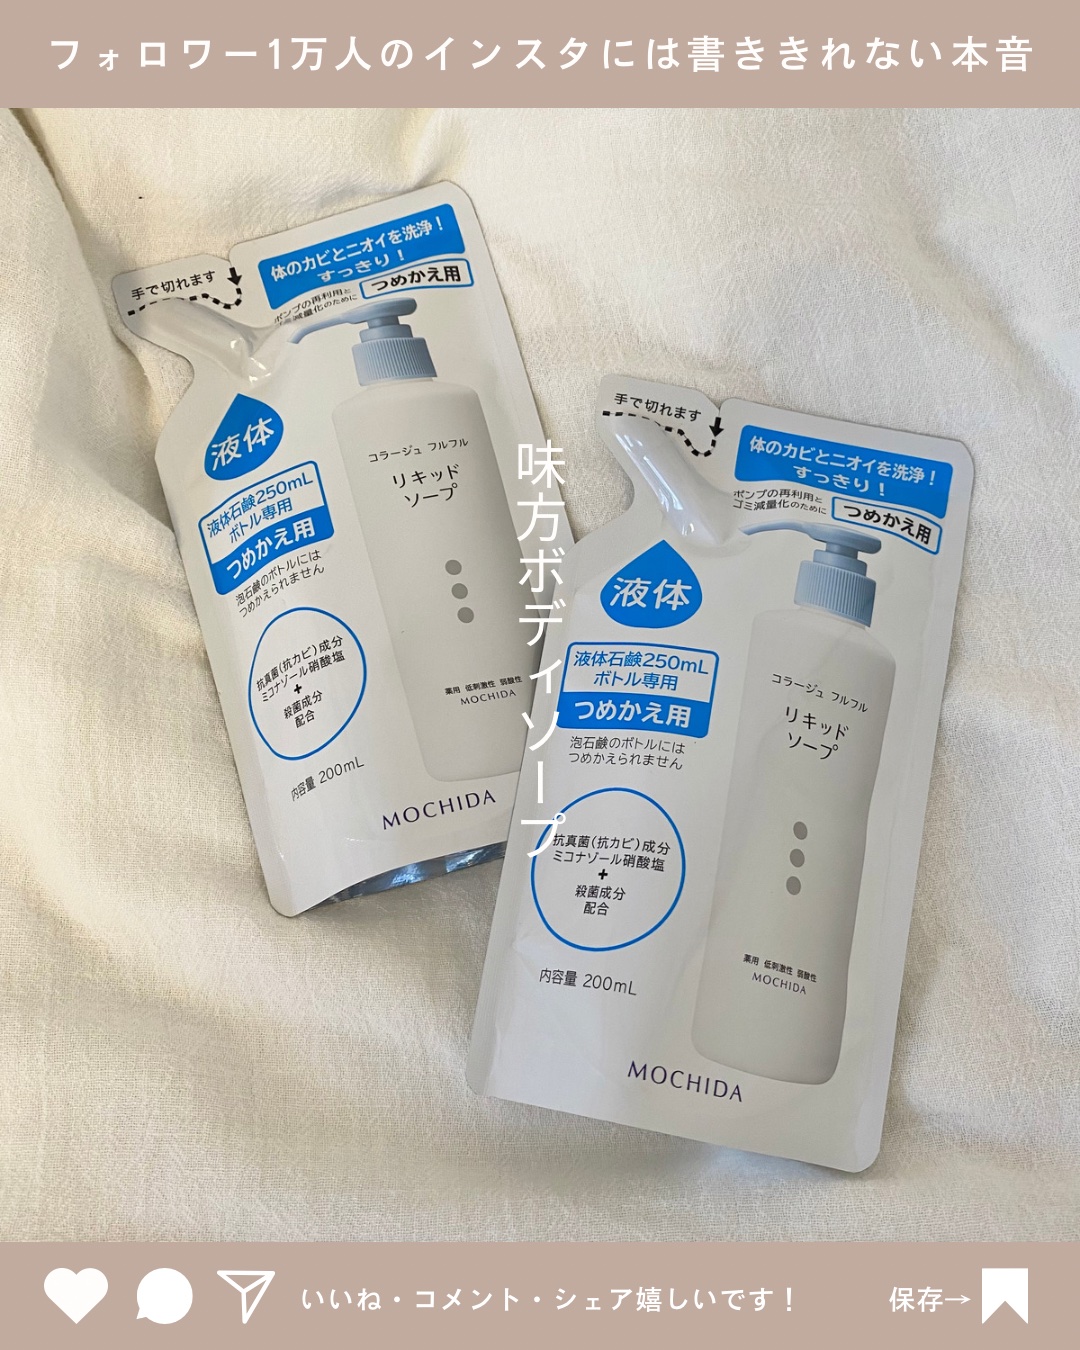 フォロワー1万人のインスタには書ききれない本音
手で切れます
体のカビとニオイを洗浄！
すっきり！
ポンプの再利用と
ゴミ減量化のために
つめかえ用
液体
液体石鹸250mL
ボトル専用
つめかえ用
泡石鹸のボトルには
つめかえられません
抗真菌(抗カビ)成分
ミコナゾール硝酸塩
+
殺菌成分
配合
内容量 200mL
コラージュ フルフル
リキッド
ソープ
薬用 低刺激性 弱酸性
MOCHIDA
MOCHIDA
味方ボディソープ
手で切れます
体のカビとニオイを洗浄！
すっきり！
ポンプの再利用と
ゴミ減量化のために
つめかえ用
液体
液体石鹸250mL
ボトル専用
つめかえ用
泡石鹸のボトルには
つめかえられません
抗真菌(抗カビ)成分
ミコナゾール硝酸塩
+
殺菌成分
配合
内容量 200mL
コラージュ フルフル
リキッド
ソープ
薬用 低刺激性 弱酸性
MOCHIDA
MOCHIDA
いいね・コメント・シェア嬉しいです！
保存→